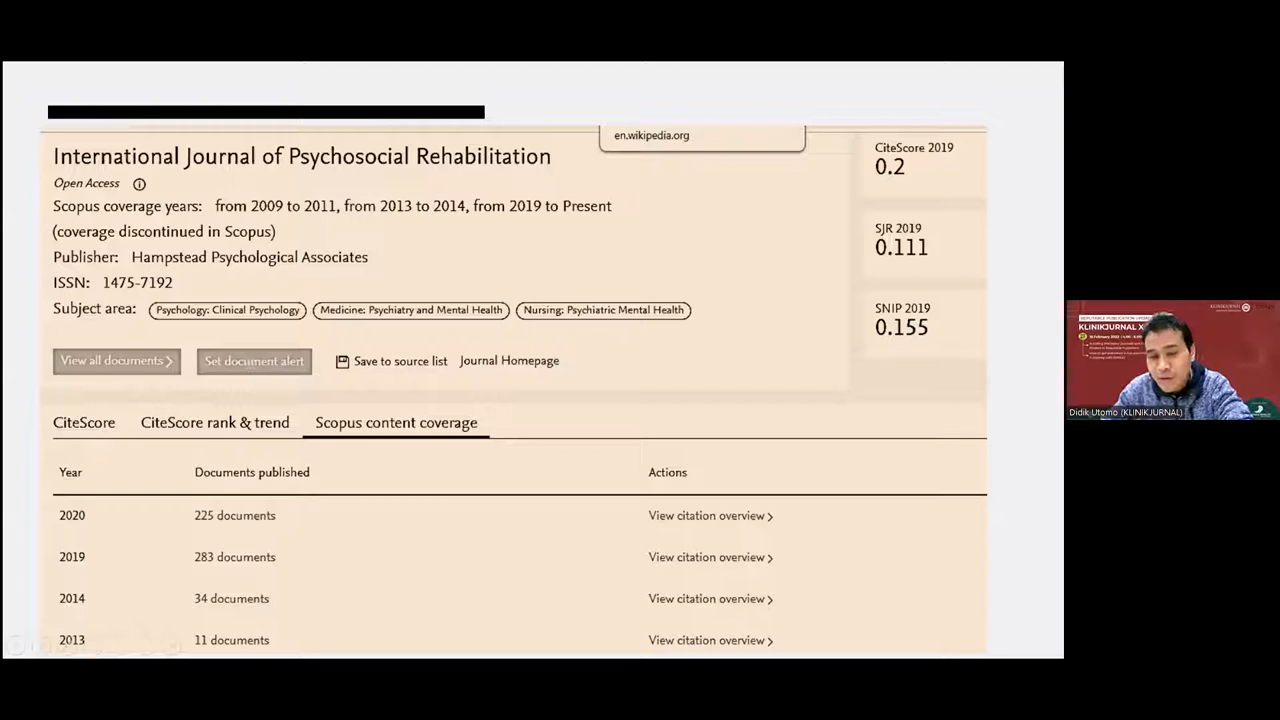 en.wikipedia.org
International Journal of Psychosocial Rehabilitation
Open Access
Scopus coverage years: from 2009 to 2011, from 2013 to 2014, from 2019 to Present
(coverage discontinued in Scopus)
Publisher: Hampstead Psychological Associates
ISSN: 1475-7192
Subject area: Psychology: Clinical Psychology Medicine: Psychiatry and Mental Health Nursing: Psychiatric Mental Health
View all documents > Set document alert Save to source list Journal Homepage
CiteScore 2019
0.2
SJR 2019
0.111
SNIP 2019
0.155
CiteScore CiteScore rank & trend Scopus content coverage
Year Documents published Actions
2020 225 documents View citation overview >
2019 283 documents View citation overview >
2014 34 documents View citation overview >
2013 11 documents View citation overview >
KLINIKJURNAL X
Didik Utomo (KLINIKJURNAL)